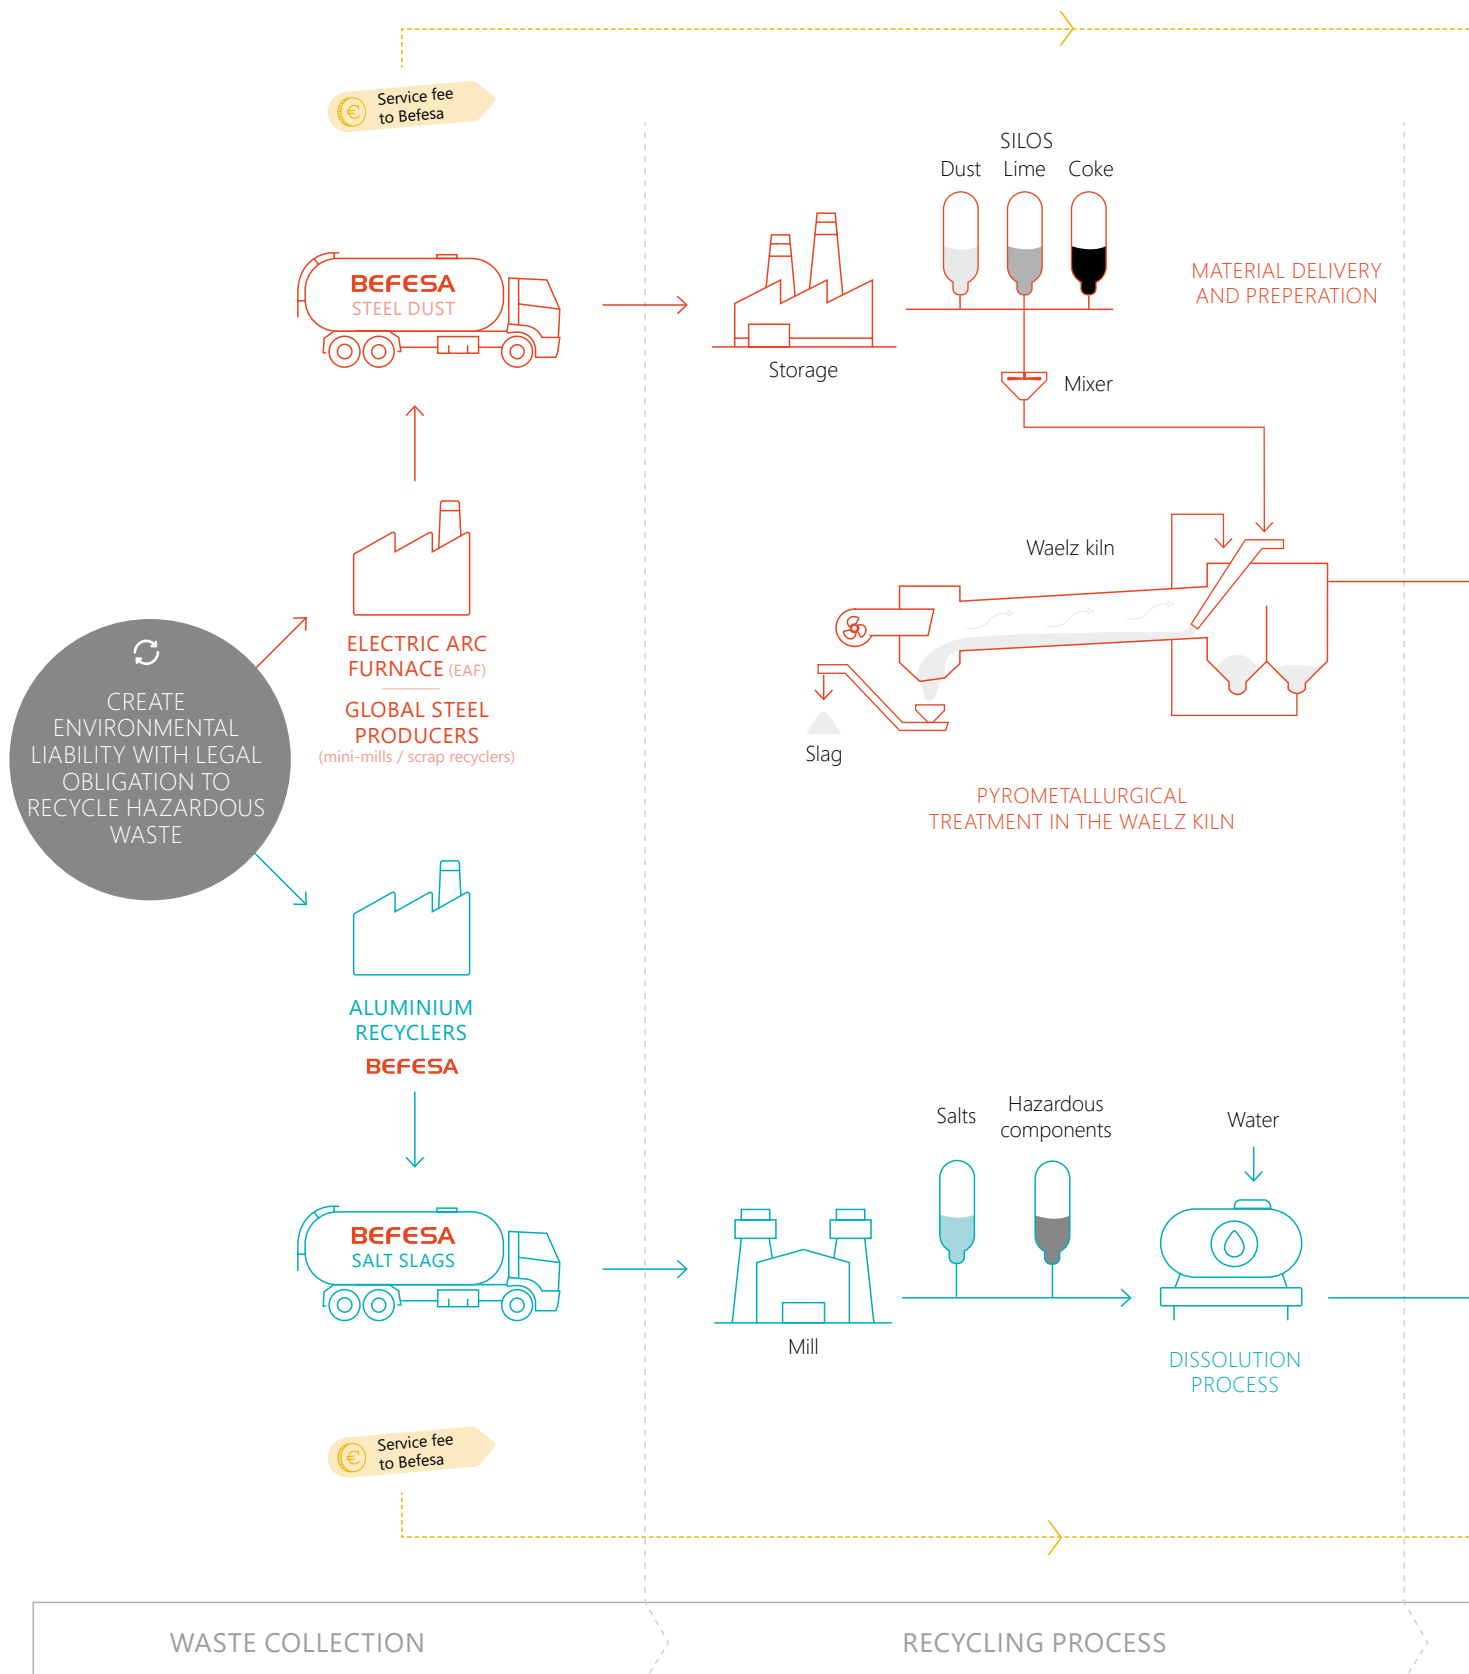 Service fee
to Befesa
SILOS
Dust
Lime
Coke
BEFESA
STEEL DUST
Storage
MATERIAL DELIVERY
AND PREPERATION
Mixer
Waelz kiln
Slag
PYROMETALLURGICAL
TREATMENT IN THE WAELZ KILN
ELECTRIC ARC
FURNACE (EAF)
GLOBAL STEEL
PRODUCERS
(mini-mills / scrap recyclers)
CREATE
ENVIRONMENTAL
LIABILITY WITH LEGAL
OBLIGATION TO
RECYCLE HAZARDOUS
WASTE
ALUMINIUM
RECYCLERS
BEFESA
BEFESA
SALT SLAGS
Mill
Salts
Hazardous
components
Water
DISSOLUTION
PROCESS
Service fee
to Befesa
WASTE COLLECTION
RECYCLING PROCESS